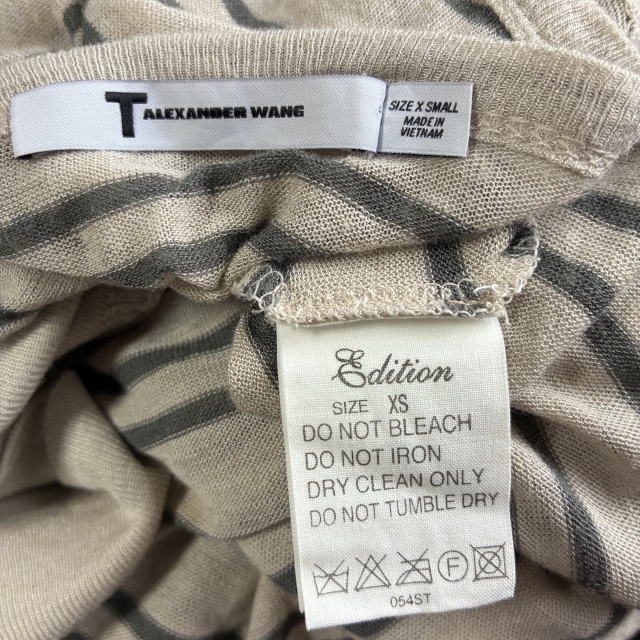 T ALEXANDER WANG
SIZE X SMALL
MADE IN
VIETNAM
Edition
SIZE XS
DO NOT BLEACH
DO NOT IRON
DRY CLEAN ONLY
DO NOT TUMBLE DRY
F
054ST